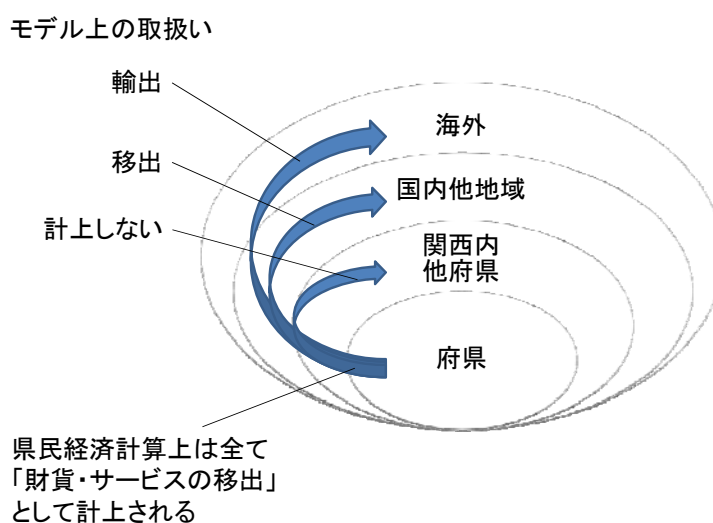 モデル上の取扱い
輸出
海外
移出
国内他地域
計上しない
関西内
他府県
府県
県民経済計算上は全て
「財貨・サービスの移出」
として計上される